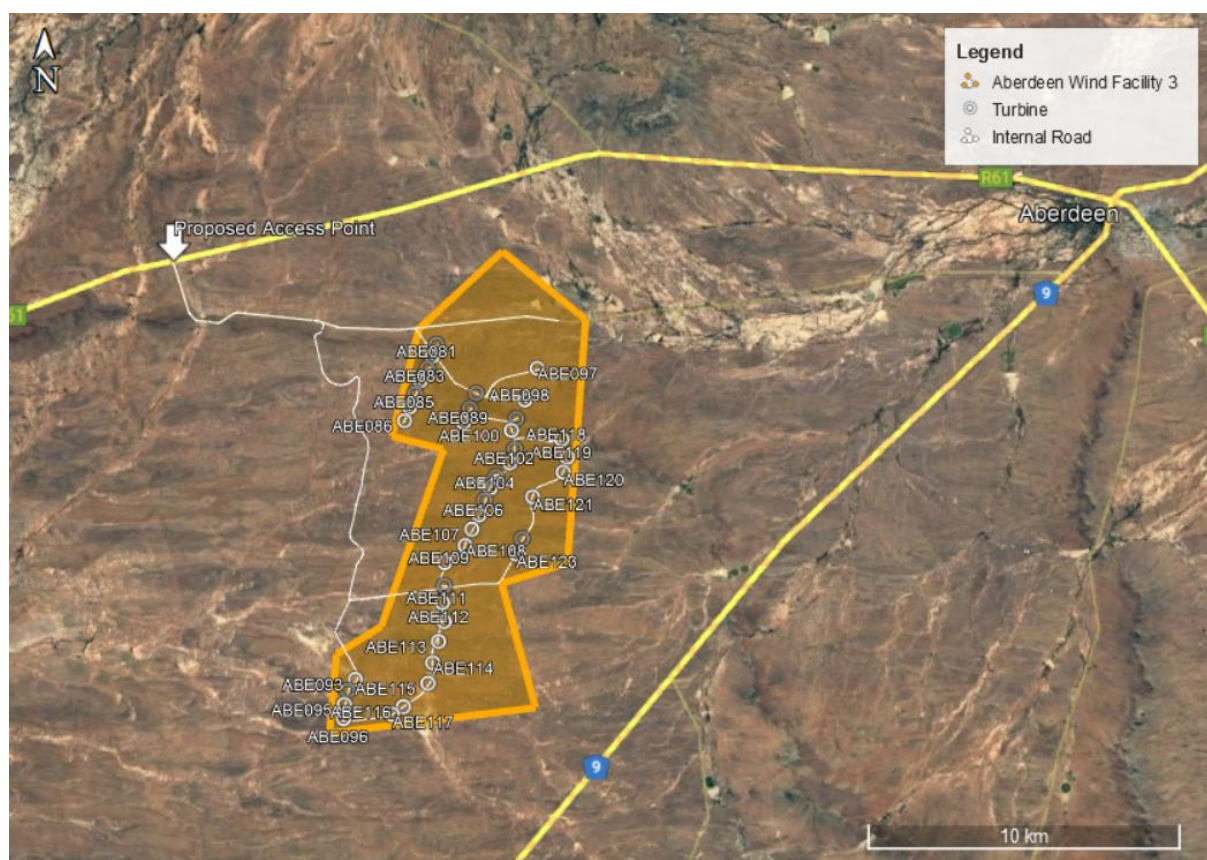 N
Legend
Aberdeen Wind Facility 3
Turbine
Internal Road
R61
Aberdeen
Proposed Access Point
9
61
ABE081
ABE083
ABE097
ABE085
ABE098
ABE086
ABE089
ABE100
ABE118
ABE102
ABE119
ABE104
ABE120
ABE121
ABE106
ABE107
ABE108
ABE109
ABE123
ABE111
ABE112
ABE113
ABE114
ABE093
ABE115
ABE095
ABE116
ABE117
ABE096
9
10 km